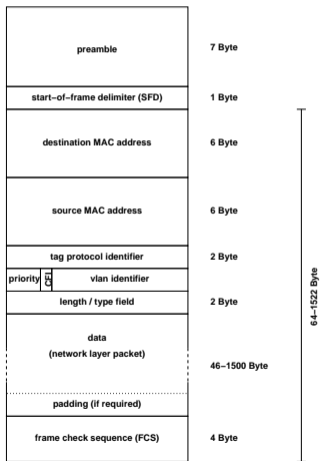 preamble 7 Byte
start-of-frame delimiter (SFD) 1 Byte
destination MAC address 6 Byte
source MAC address 6 Byte
tag protocol identifier 2 Byte
priority CFI vlan identifier
length / type field 2 Byte
data
(network layer packet)
46-1500 Byte
padding (if required)
frame check sequence (FCS) 4 Byte
64-1522 Byte